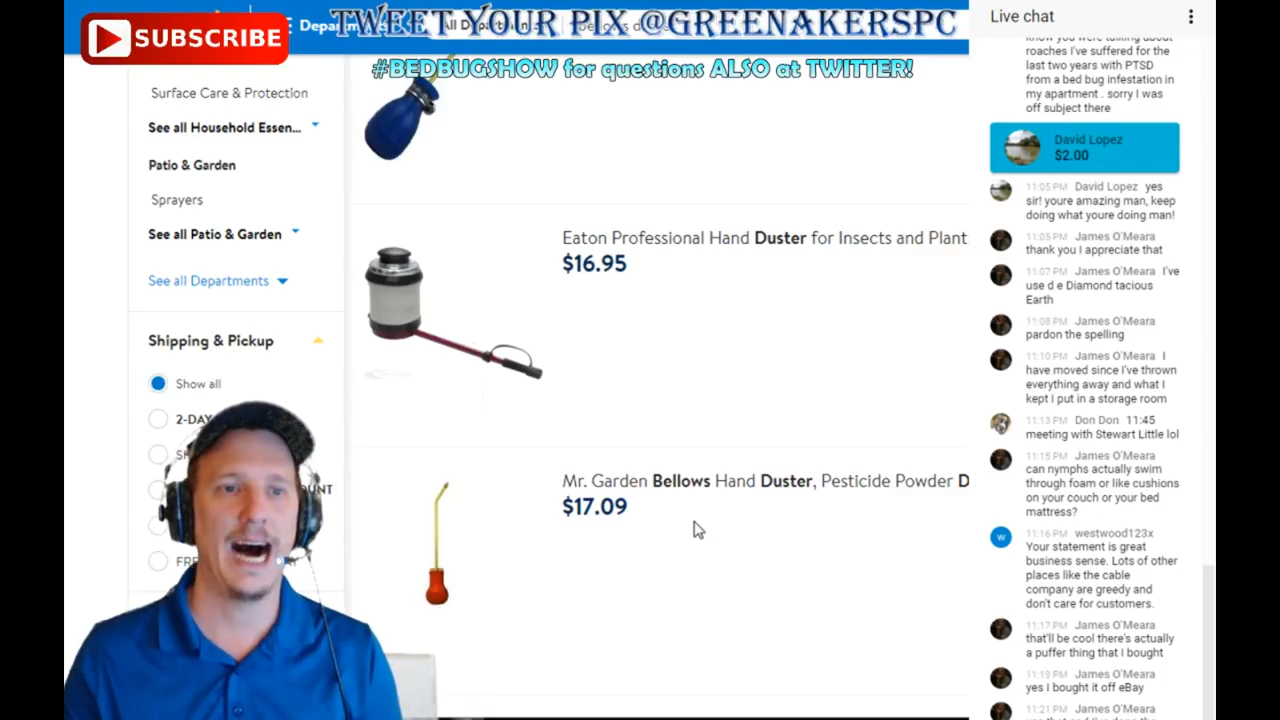 TWEET YOUR PIX @GREENAKERSPC
SUBSCRIBE
#BEDBUGSHOW for questions ALSO at TWITTER!
Surface Care & Protection
See all Household Essen...
Patio & Garden
Sprayers
See all Patio & Garden
See all Departments
Shipping & Pickup
Show all
2-DAY
Eaton Professional Hand Duster for Insects and Plant
$16.95
Mr. Garden Bellows Hand Duster, Pesticide Powder D
$17.09
Live chat
know you were talking about
roaches I've suffered for the
last two years with PTSD
from a bed bug infestation in
my apartment . sorry I was
off subject there
David Lopez
$2.00
11:05 PM David Lopez yes
sir! youre amazing man, keep
doing what youre doing man!
11:05 PM James O'Meara
thank you I appreciate that
11:07 PM James O'Meara I've
use d e Diamond tacious
Earth
11:08 PM James O'Meara
pardon the spelling
11:10 PM James O'Meara I
have moved since I've thrown
everything away and what I
kept I put in a storage room
11:13 PM Don Don 11:45
meeting with Stewart Little lol
11:15 PM James O'Meara
can nymphs actually swim
through foam or like cushions
on your couch or your bed
mattress?
W
11:16 PM westwood123x
Your statement is great
business sense. Lots of other
places like the cable
company are greedy and
don't care for customers.
11:17 PM James O'Meara
that'll be cool there's actually
a puffer thing that I bought
11:19 PM James O'Meara
yes I bought it off eBay
11:21 PM James O'Meara